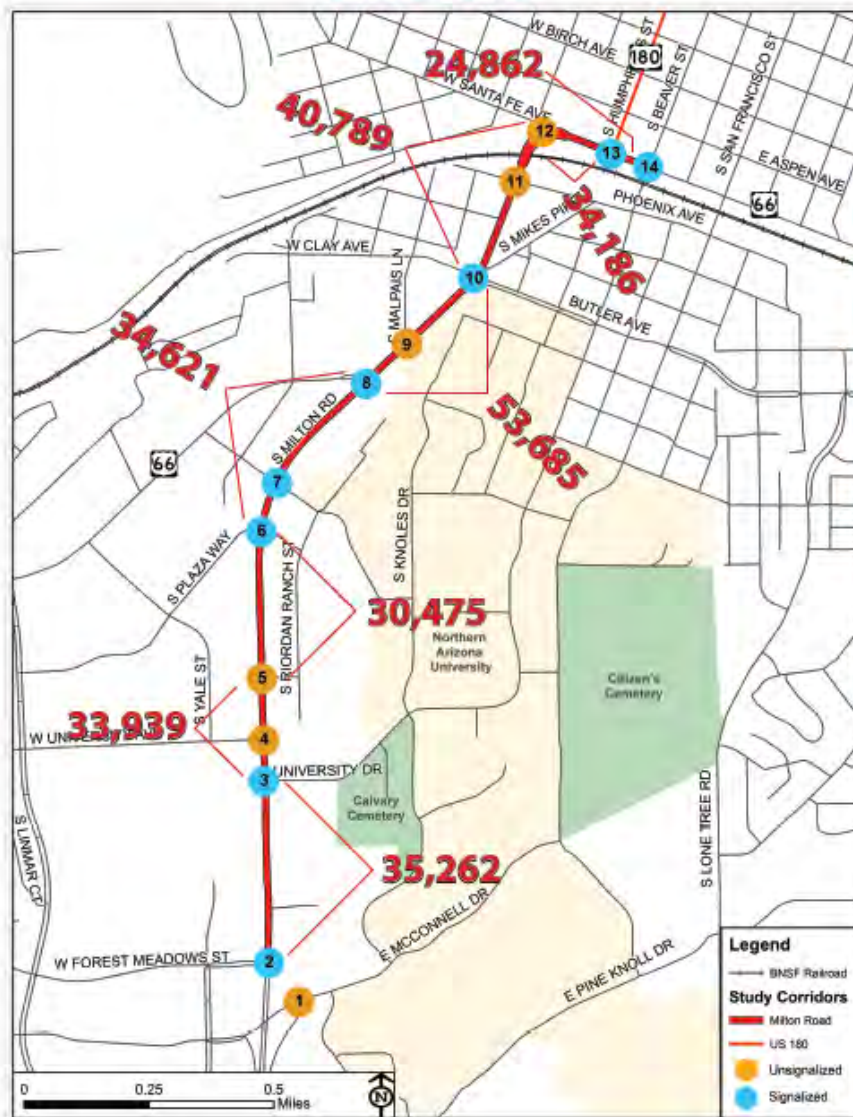 W BIRCH AVE
S HUMPHREYS ST
180
S BEAVER ST
S SAN FRANCISCO ST
24,862
W SANTA FE AVE
40,789
12
13
14
E ASPEN AVE
11
PHOENIX AVE
66
S MIKES PIKE
34,186
W CLAY AVE
S MALPAIS LN
10
BUTLER AVE
34,621
9
8
53,685
S MILTON RD
66
7
S KNOLES DR
6
S PLAZA WAY
S RIORDAN RANCH ST
30,475
Northern
Arizona
University
Citizen's
Cemetery
5
S YALE ST
33,939
4
W UNIVERSITY
3
UNIVERSITY DR
Calvary
Cemetery
S LONE TREE RD
S LINMAR CT
35,262
E MCCONNELL DR
W FOREST MEADOWS ST
2
E PINE KNOLL DR
1
Legend
BNSF Railroad
Study Corridors
Milton Road
US 180
Unsignalized
Signalized
0 0.25 0.5
Miles
N